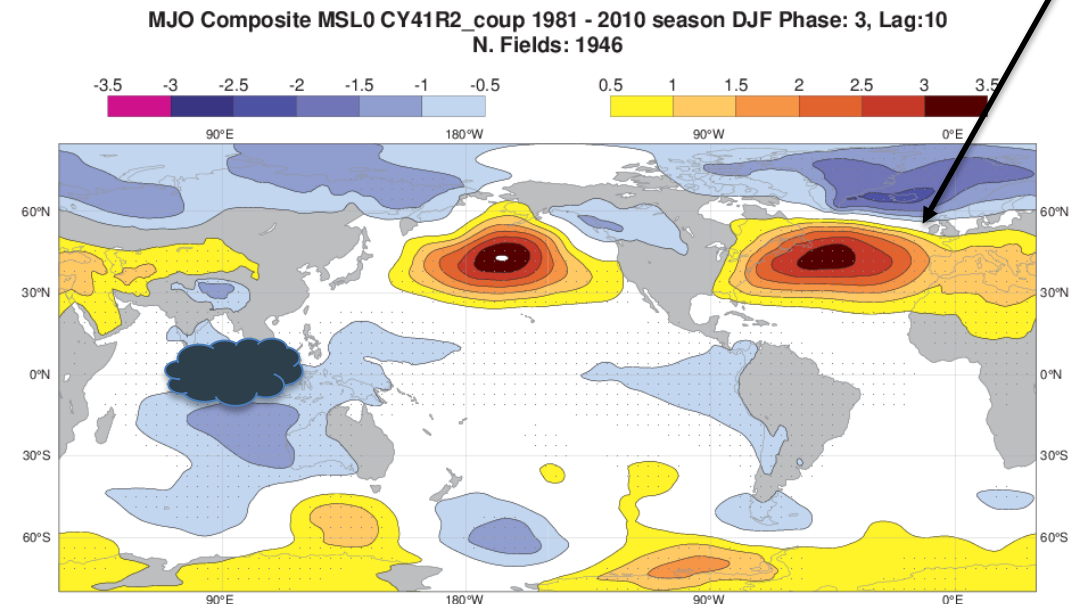 MJO Composite MSL0 CY41R2_coup 1981 - 2010 season DJF Phase: 3, Lag:10
N. Fields: 1946
-3.5 -3 -2.5 -2 -1.5 -1 -0.5 0.5 1 1.5 2 2.5 3 3.5
90°E 180°W 90°W 0°E
60°N 60°N
30°N 30°N
0°N 0°N
30°S 30°S
60°S 60°S
90°E 180°W 90°W 0°E